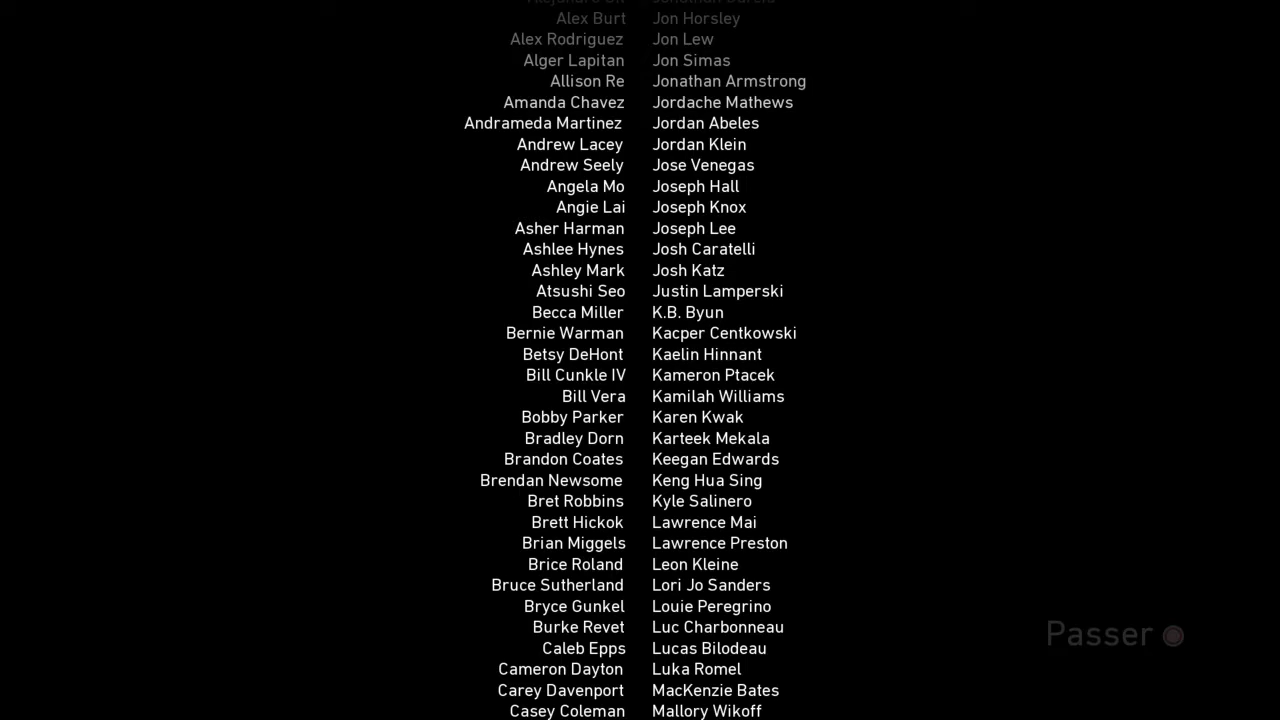 Alex Burt Jon Horsley
Alex Rodriguez Jon Lew
Alger Lapitan Jon Simas
Allison Re Jonathan Armstrong
Amanda Chavez Jordache Mathews
Andrameda Martinez Jordan Abeles
Andrew Lacey Jordan Klein
Andrew Seely Jose Venegas
Angela Mo Joseph Hall
Angie Lai Joseph Knox
Asher Harman Joseph Lee
Ashlee Hynes Josh Caratelli
Ashley Mark Josh Katz
Atsushi Seo Justin Lamperski
Becca Miller K.B. Byun
Bernie Warman Kacper Centkowski
Betsy DeHont Kaelin Hinnant
Bill Cunkle IV Kameron Ptacek
Bill Vera Kamilah Williams
Bobby Parker Karen Kwak
Bradley Dorn Karteek Mekala
Brandon Coates Keegan Edwards
Brendan Newsome Keng Hua Sing
Bret Robbins Kyle Salinero
Brett Hickok Lawrence Mai
Brian Miggels Lawrence Preston
Brice Roland Leon Kleine
Bruce Sutherland Lori Jo Sanders
Bryce Gunkel Louie Peregrino
Burke Revet Luc Charbonneau
Passer
Caleb Epps Lucas Bilodeau
Cameron Dayton Luka Romel
Carey Davenport MacKenzie Bates
Casey Coleman Mallory Wikoff